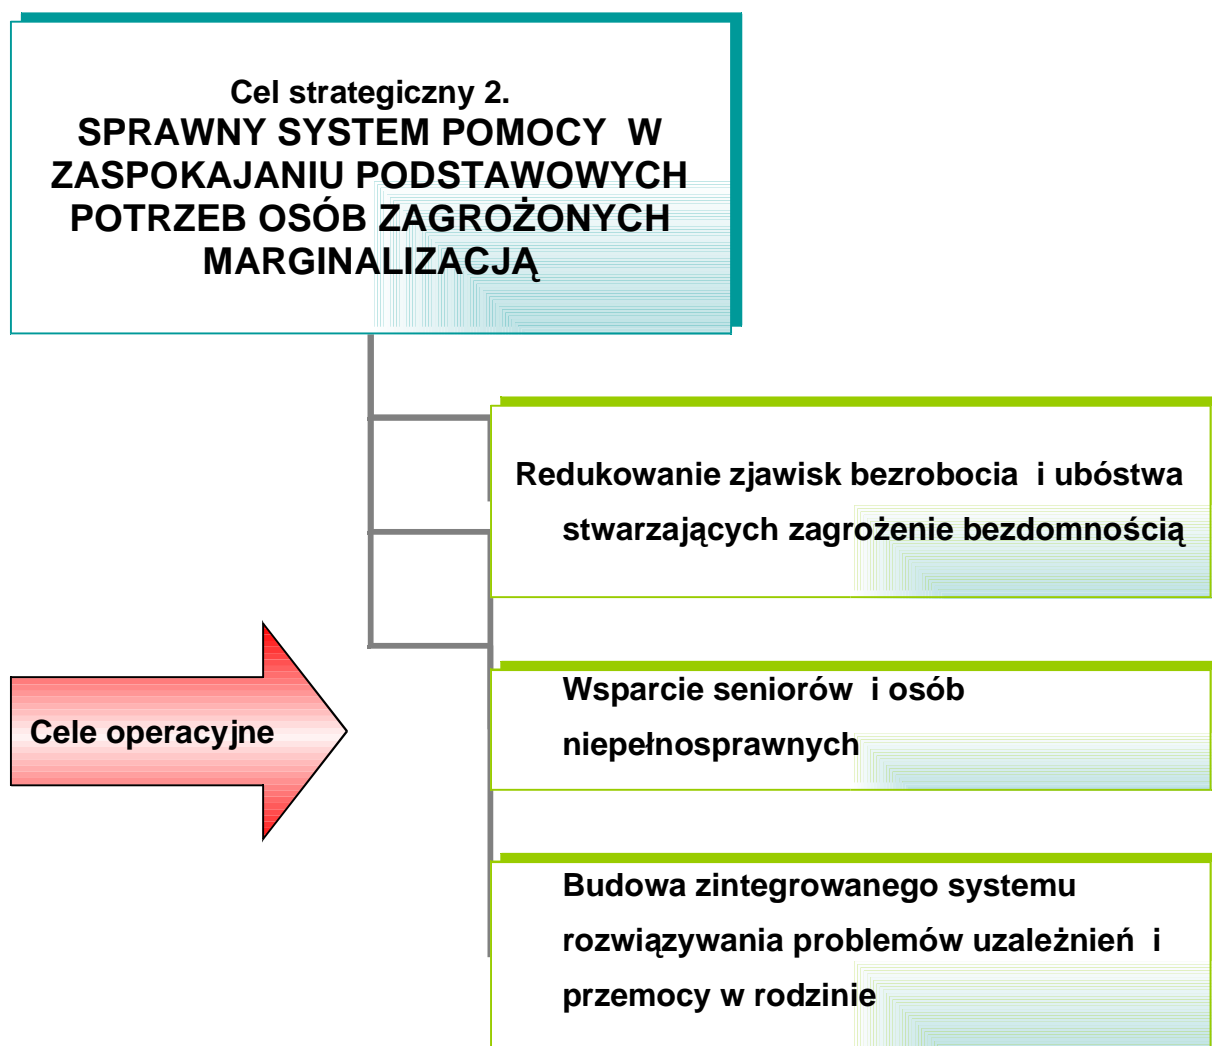 Cel strategiczny 2.
SPRAWNY SYSTEM POMOCY W
ZASPOKAJANIU PODSTAWOWYCH
POTRZEB OSÓB ZAGROŻONYCH
MARGINALIZACJĄ
Redukowanie zjawisk bezrobocia i ubóstwa
stwarzających zagrożenie bezdomnością
Cele operacyjne
Wsparcie seniorów i osób
niepełnosprawnych
Budowa zintegrowanego systemu
rozwiązywania problemów uzależnień i
przemocy w rodzinie